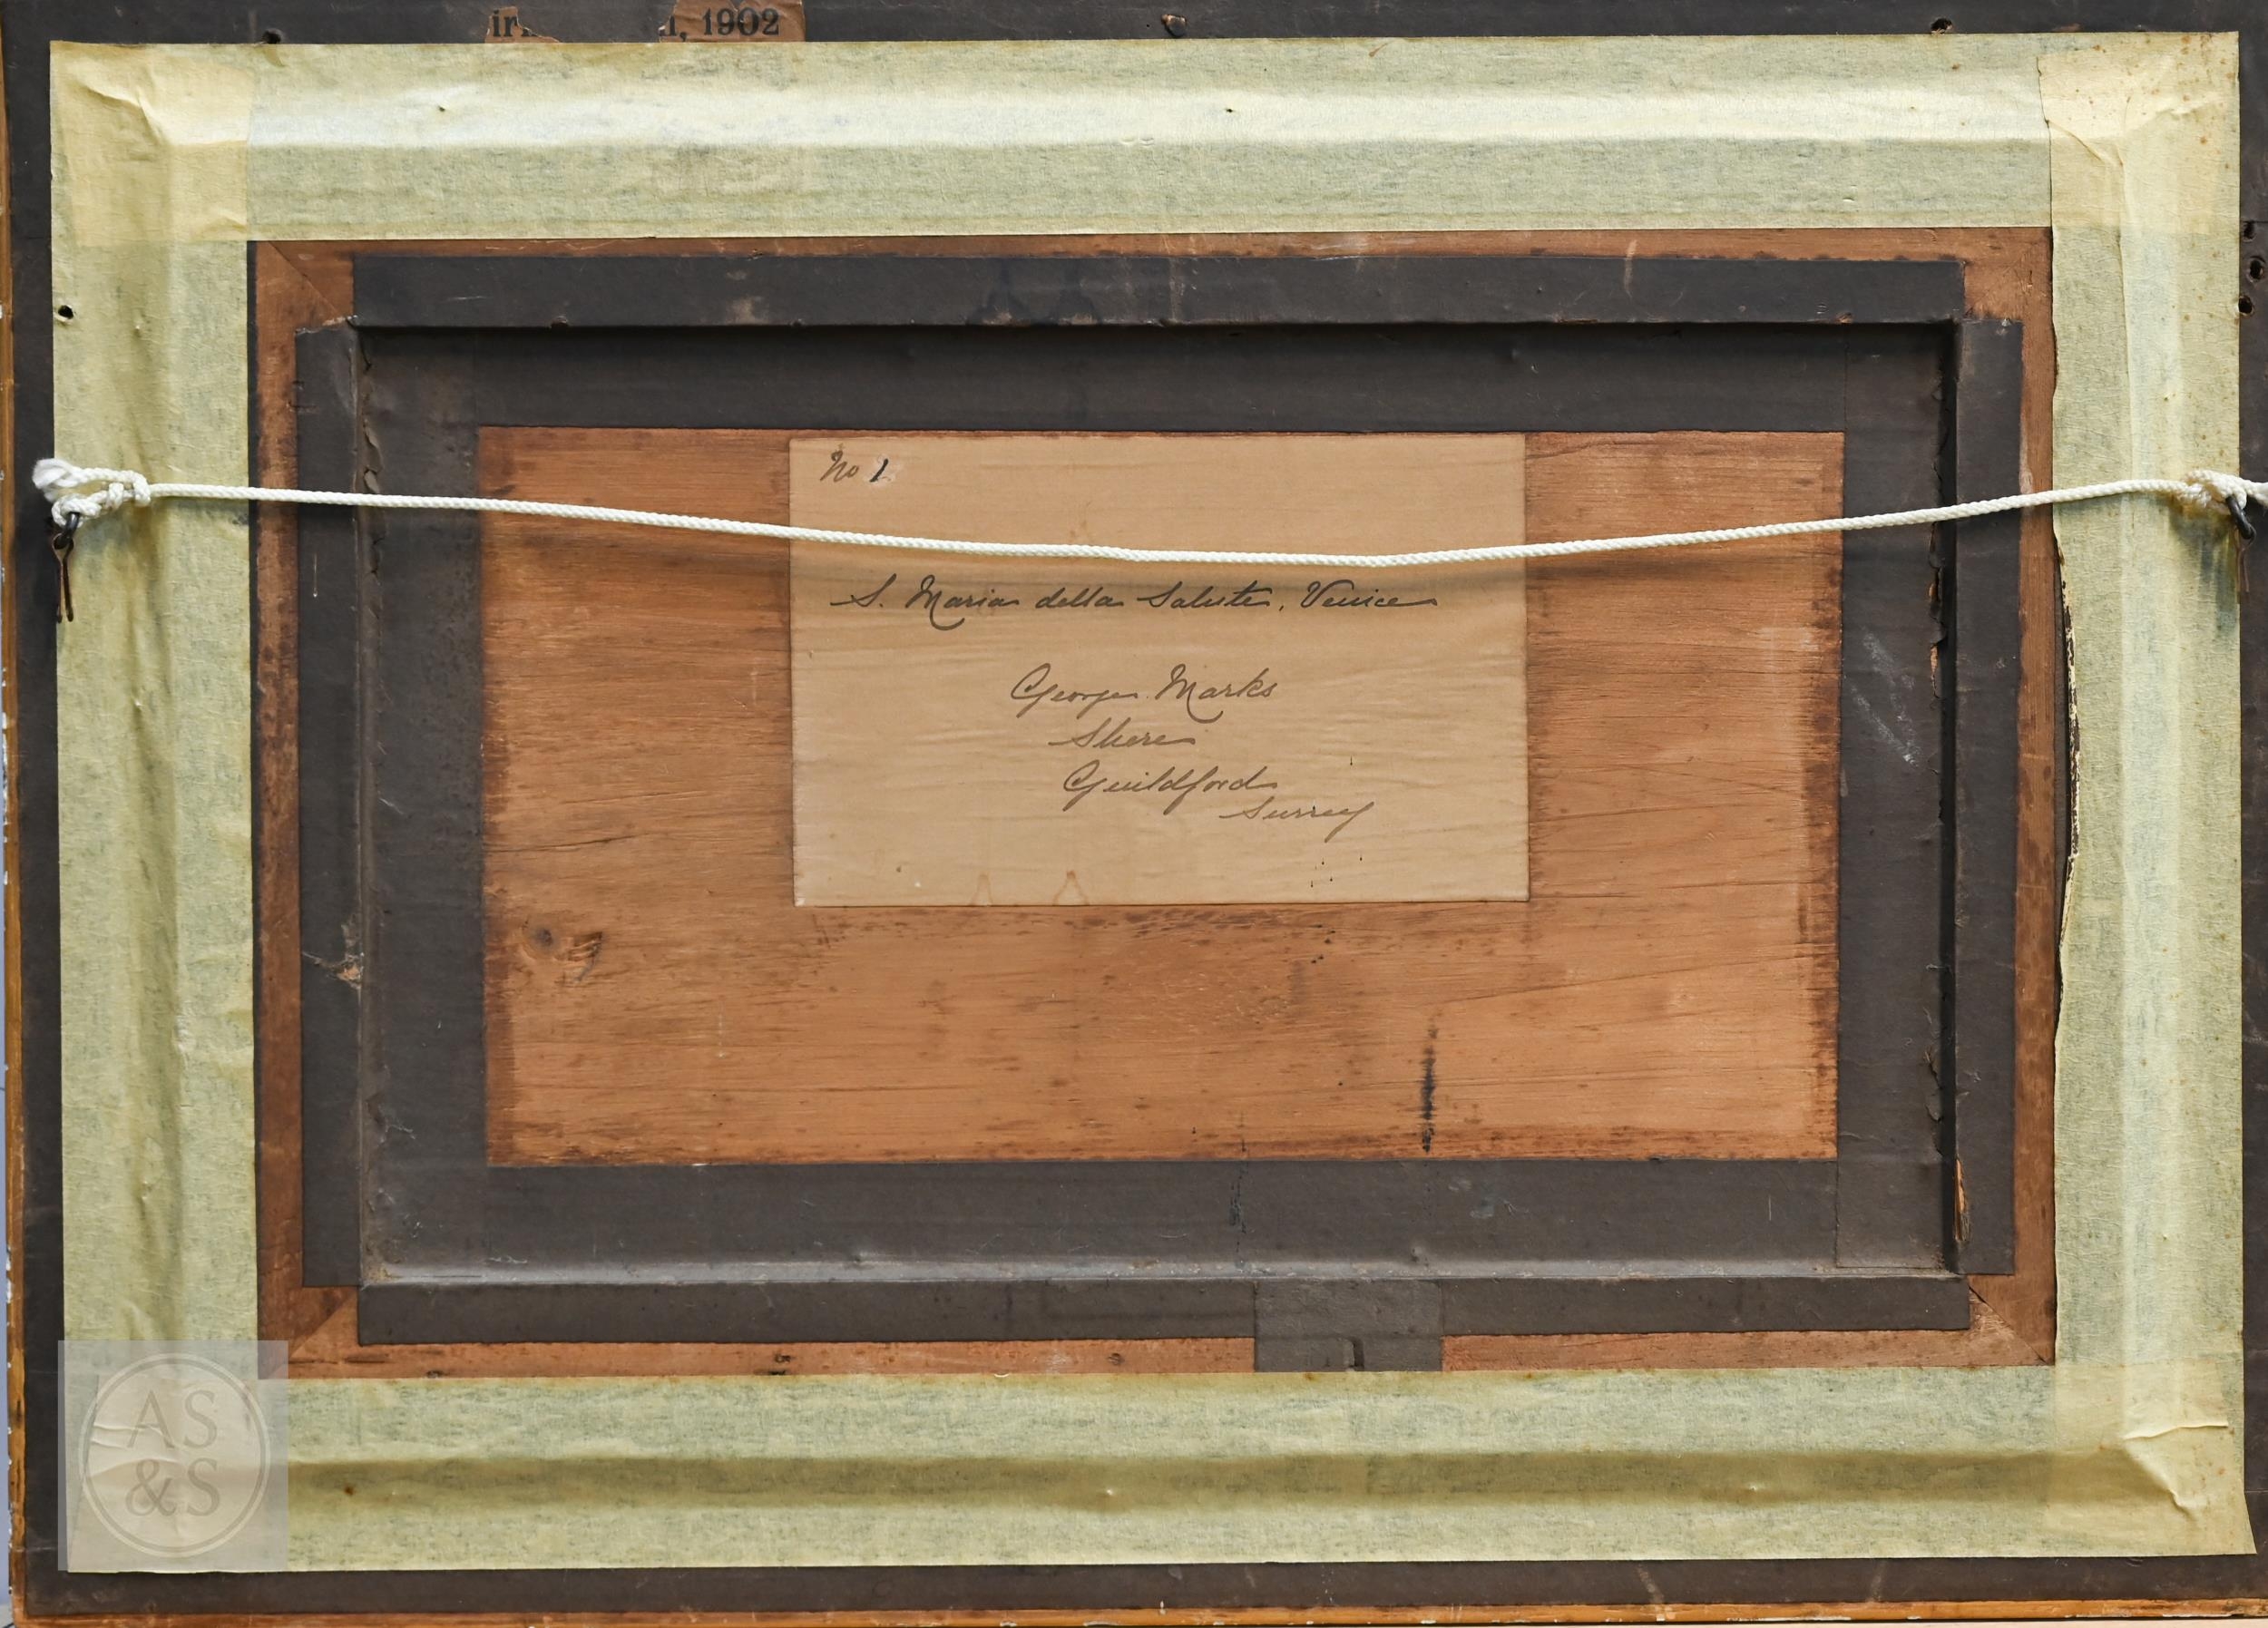 , 1902
No 1
S. Maria della Salute, Venice
George Marks
Shere
Guildford
Surrey
AS
&S